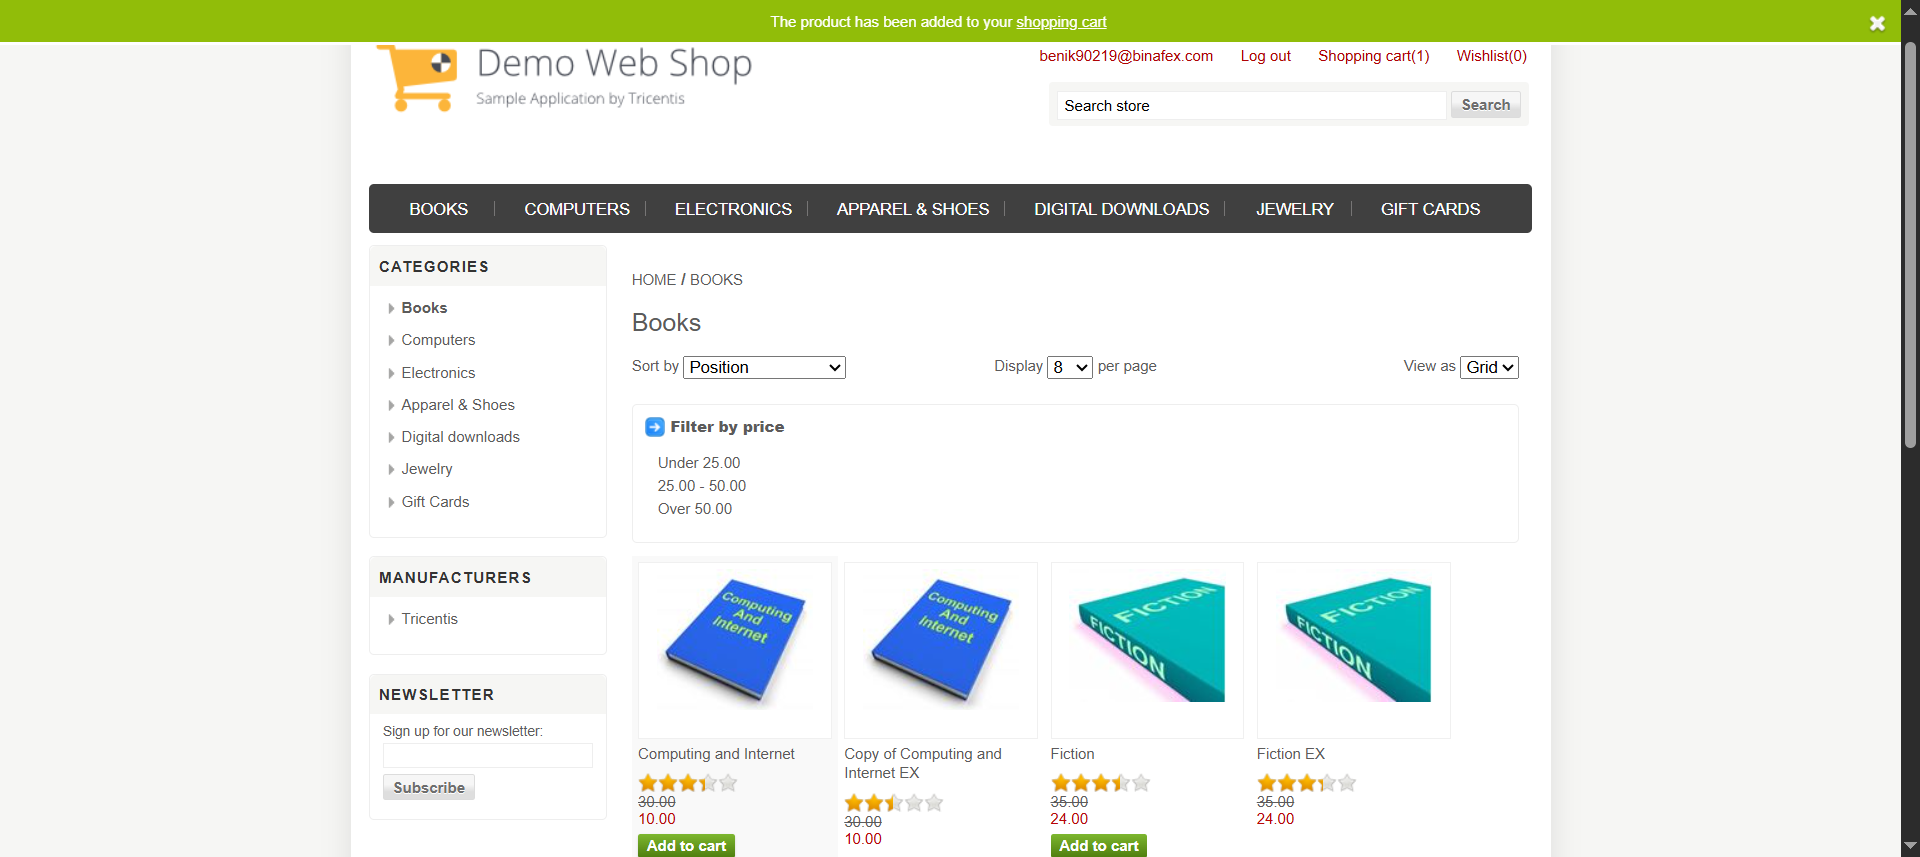 The product has been added to your shopping cart
Demo Web Shop
Sample Application by Tricentis
benik90219@binafex.com Log out Shopping cart(1) Wishlist(0)
Search store Search
BOOKS COMPUTERS ELECTRONICS APPAREL & SHOES DIGITAL DOWNLOADS JEWELRY GIFT CARDS
CATEGORIES
Books
Computers
Electronics
Apparel & Shoes
Digital downloads
Jewelry
Gift Cards
MANUFACTURERS
Tricentis
NEWSLETTER
Sign up for our newsletter:
Subscribe
HOME / BOOKS
Books
Sort by Position Display 8 per page View as Grid
Filter by price
Under 25.00
25.00 - 50.00
Over 50.00
Computing
And
Internet
Computing and Internet
30.00
10.00
Add to cart
Computing
And
Internet
Copy of Computing and
Internet EX
30.00
10.00
FICTION
FICTION
Fiction
35.00
24.00
Add to cart
FICTION
FICTION
Fiction EX
35.00
24.00